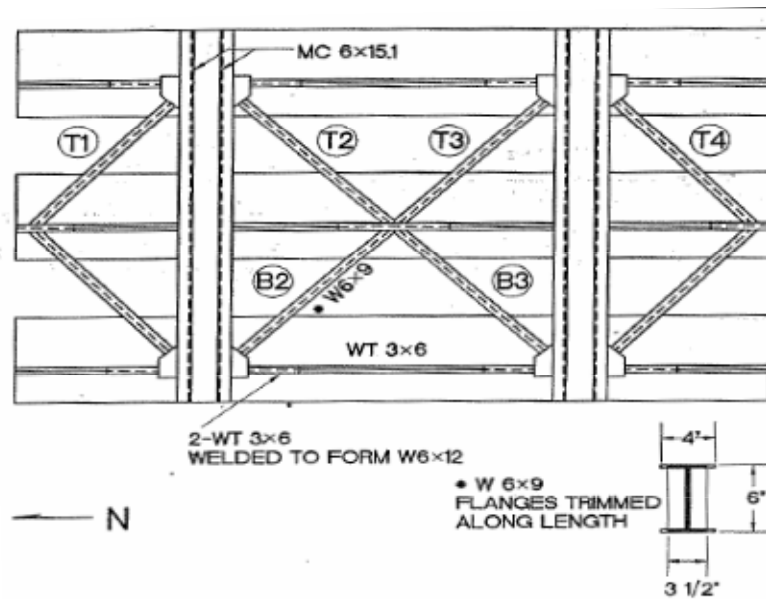 MC 6×15.1
T1
T2
T3
T4
B2
W6×9
B3
WT 3×6
2-WT 3×6
WELDED TO FORM W6×12
• W 6×9
FLANGES TRIMMED
ALONG LENGTH
4"
6"
3 1/2"
N